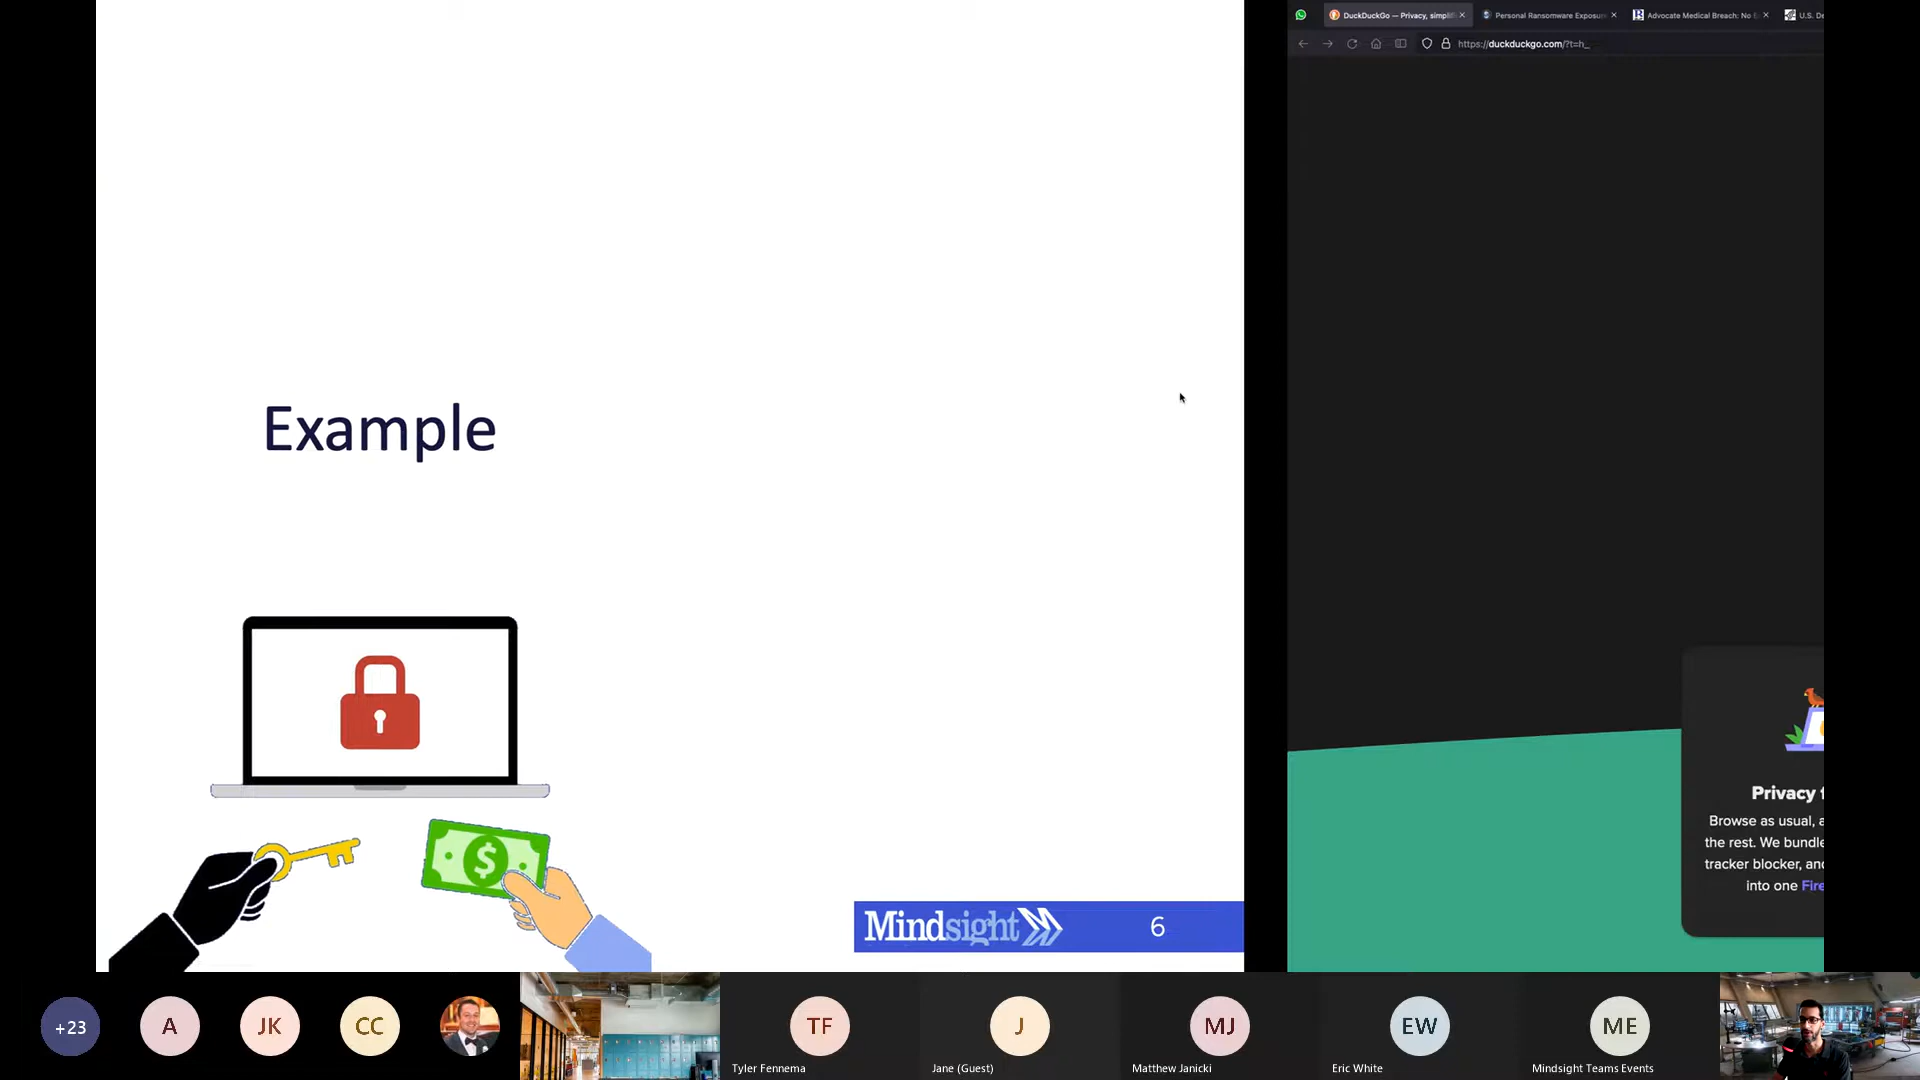 Example
$
Mindsight
6
DuckDuckGo — Privacy, simplifi
Personal Ransomware Exposure
Advocate Medical Breach: No
U.S. De
https://duckduckgo.com/?t=h_
Privacy
Browse as usual, a
the rest. We bundle
tracker blocker, and
into one Fire
+23
A
JK
CC
TF
Tyler Fennema
J
Jane (Guest)
MJ
Matthew Janicki
EW
Eric White
ME
Mindsight Teams Events